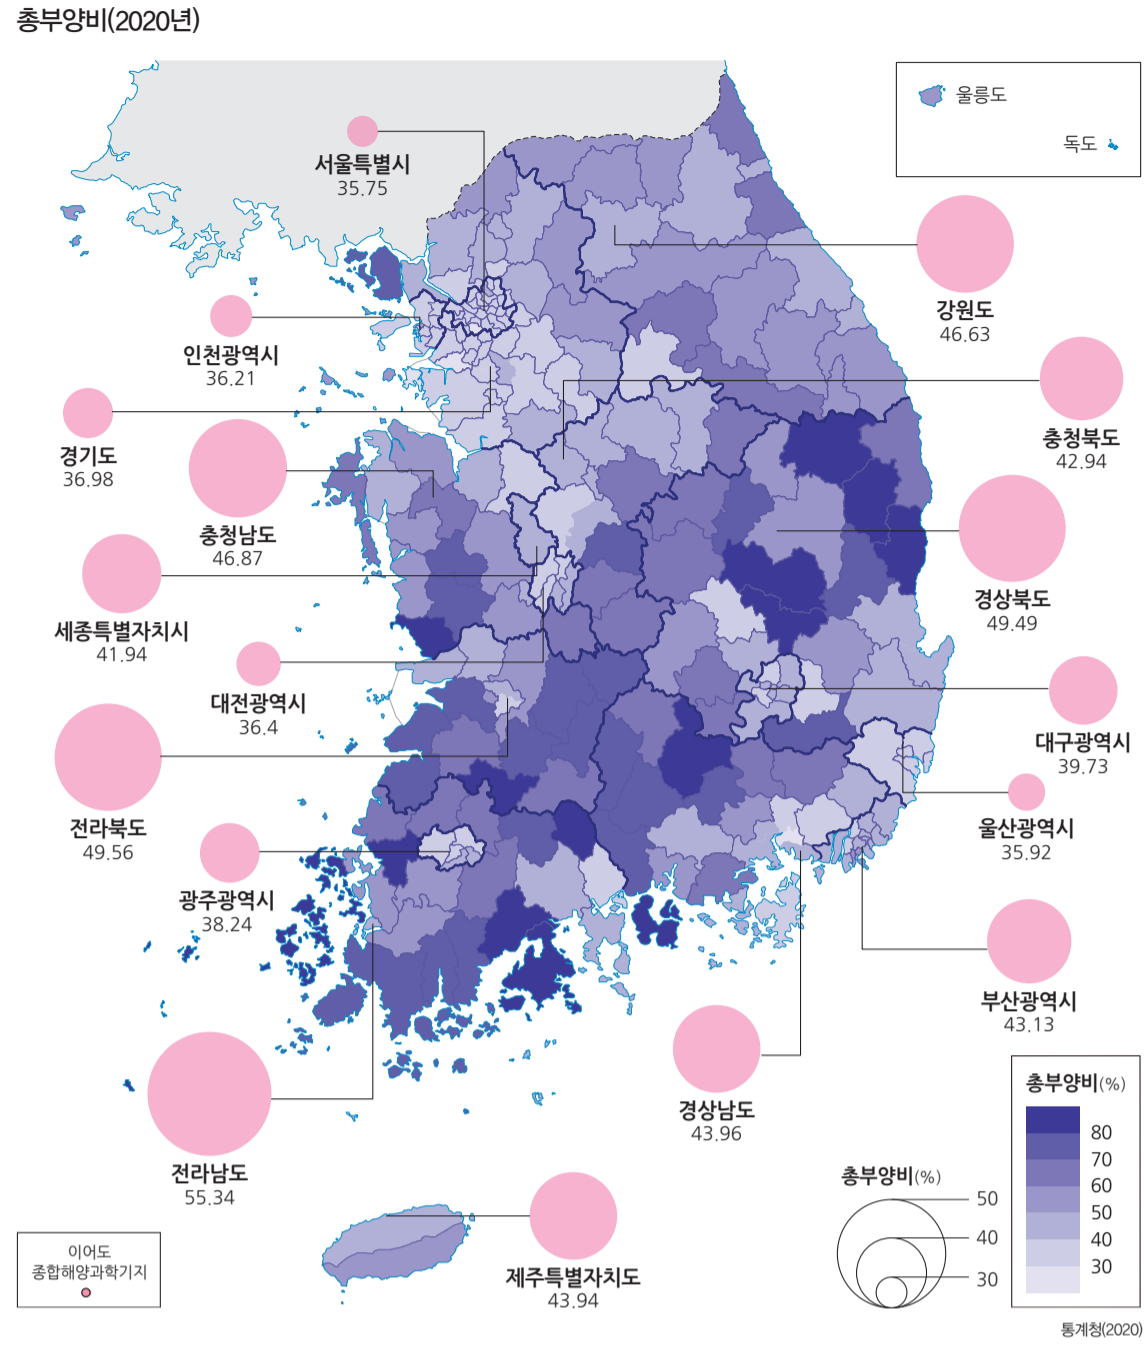 총부양비(2020년)
울릉도
독도
서울특별시
35.75
강원도
46.63
인천광역시
36.21
충청북도
42.94
경기도
36.98
충청남도
46.87
경상북도
49.49
세종특별자치시
41.94
대전광역시
36.4
대구광역시
39.73
전라북도
49.56
울산광역시
35.92
광주광역시
38.24
부산광역시
43.13
경상남도
43.96
전라남도
55.34
제주특별자치도
43.94
총부양비(%)
50
40
30
총부양비(%)
80
70
60
50
40
30
이어도
종합해양과학기지
통계청(2020)